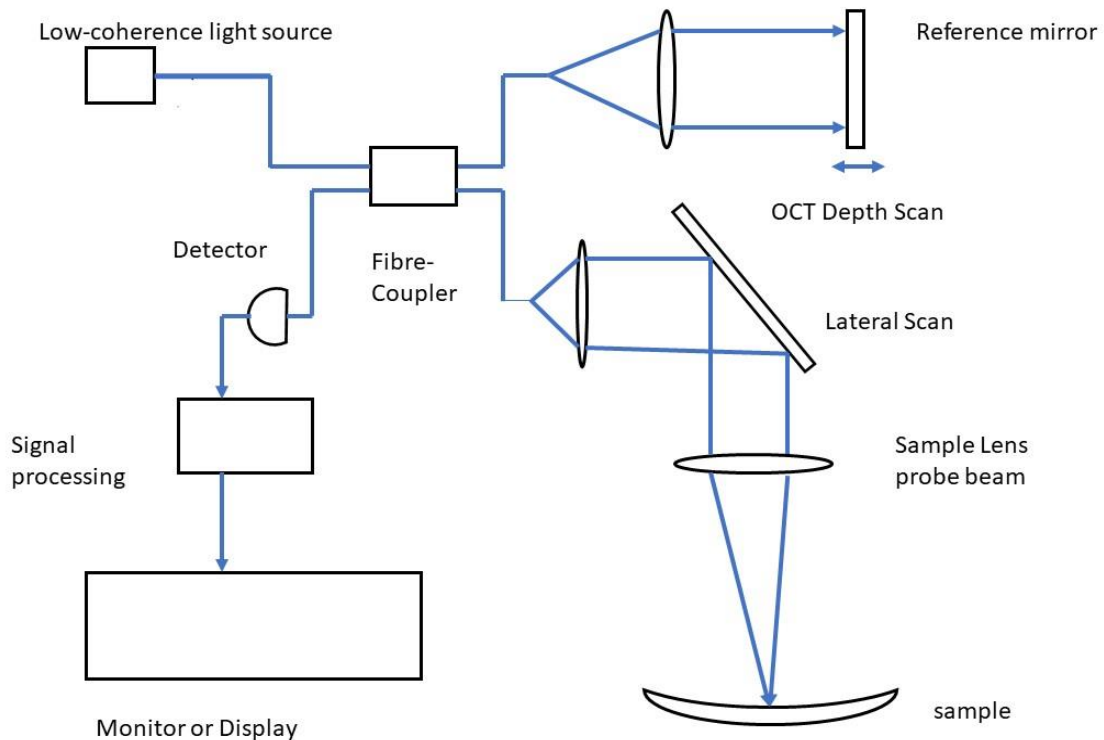 Low-coherence light source
Reference mirror
OCT Depth Scan
Detector
Fibre-
Coupler
Lateral Scan
Signal
processing
Sample Lens
probe beam
sample
Monitor or Display